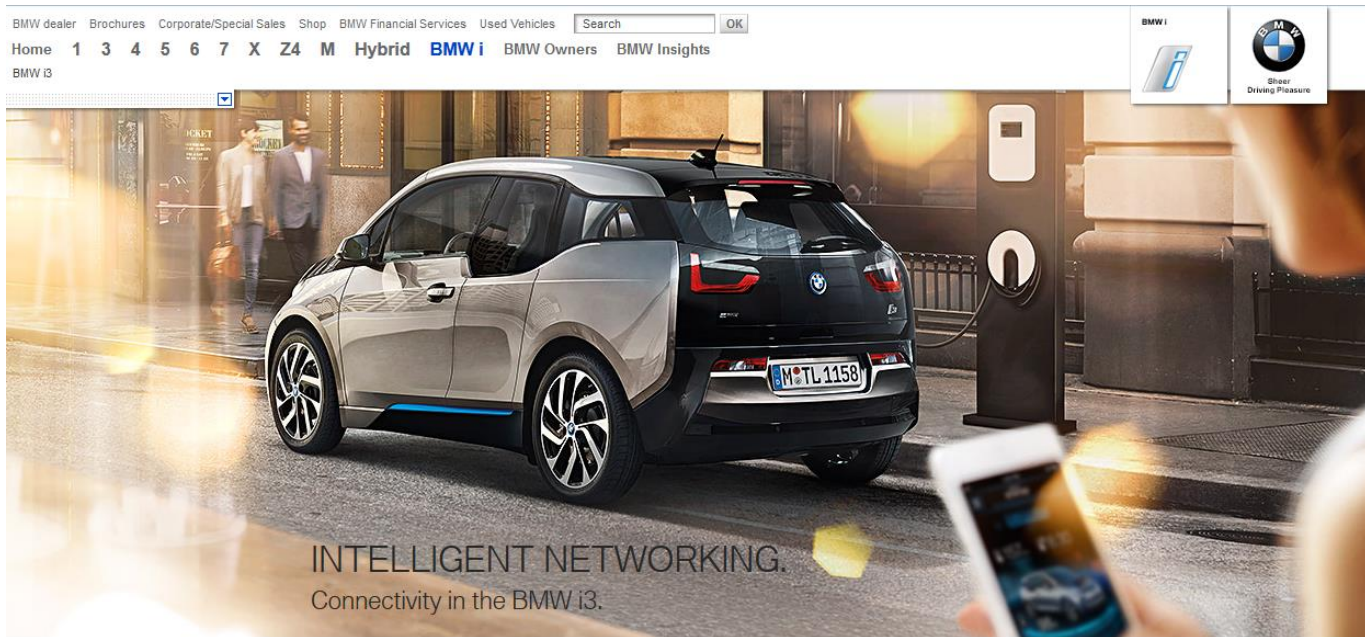 BMW dealer Brochures Corporate/Special Sales Shop BMW Financial Services Used Vehicles Search OK
Home 1 3 4 5 6 7 X Z4 M Hybrid BMW i BMW Owners BMW Insights
BMW i3
BMW i
i
BMW
Sheer
Driving Pleasure
M TL 1158
INTELLIGENT NETWORKING.
Connectivity in the BMW i3.